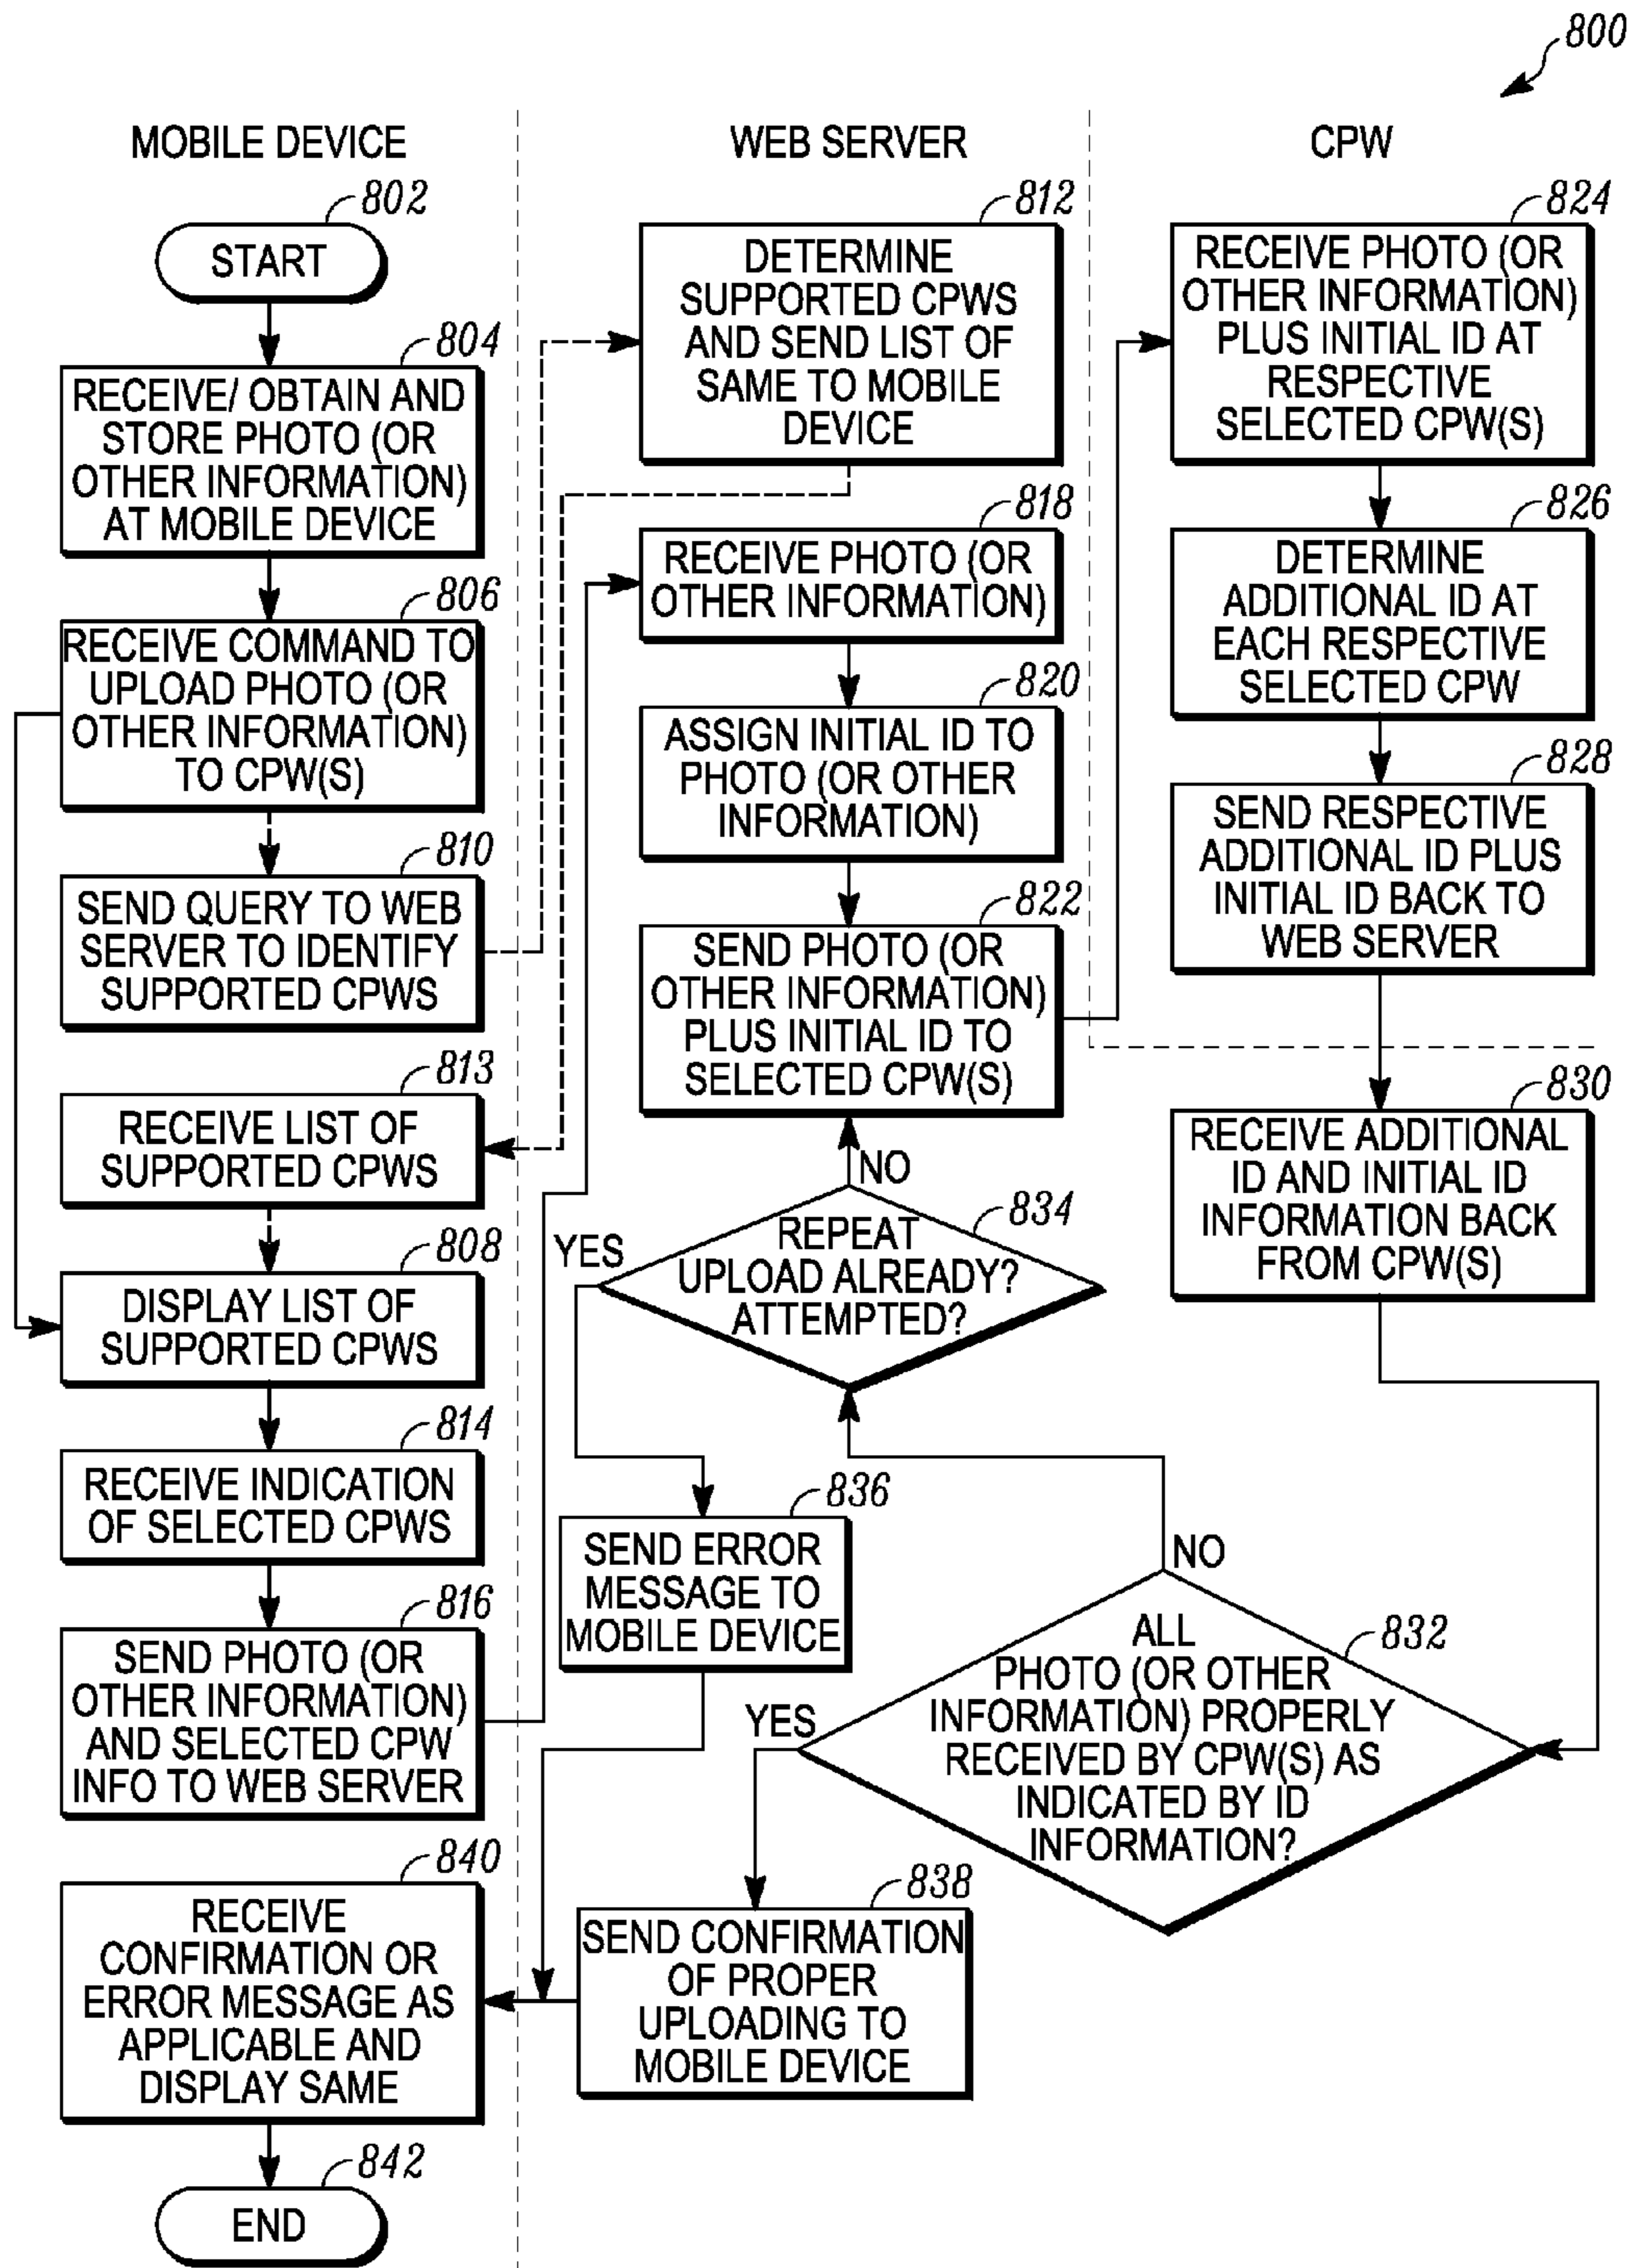 800
MOBILE DEVICE
WEB SERVER
CPW
802
START
804
RECEIVE/ OBTAIN AND
STORE PHOTO (OR
OTHER INFORMATION)
AT MOBILE DEVICE
806
RECEIVE COMMAND TO
UPLOAD PHOTO (OR
OTHER INFORMATION)
TO CPW(S)
810
SEND QUERY TO WEB
SERVER TO IDENTIFY
SUPPORTED CPWS
813
RECEIVE LIST OF
SUPPORTED CPWS
808
DISPLAY LIST OF
SUPPORTED CPWS
814
RECEIVE INDICATION
OF SELECTED CPWS
816
SEND PHOTO (OR
OTHER INFORMATION)
AND SELECTED CPW
INFO TO WEB SERVER
840
RECEIVE
CONFIRMATION OR
ERROR MESSAGE AS
APPLICABLE AND
DISPLAY SAME
842
END
812
DETERMINE
SUPPORTED CPWS
AND SEND LIST OF
SAME TO MOBILE
DEVICE
818
RECEIVE PHOTO (OR
OTHER INFORMATION)
820
ASSIGN INITIAL ID TO
PHOTO (OR OTHER
INFORMATION)
822
SEND PHOTO (OR
OTHER INFORMATION)
PLUS INITIAL ID TO
SELECTED CPW(S)
NO
834
YES
REPEAT
UPLOAD ALREADY?
ATTEMPTED?
836
SEND ERROR
MESSAGE TO
MOBILE DEVICE
838
SEND CONFIRMATION
OF PROPER
UPLOADING TO
MOBILE DEVICE
824
RECEIVE PHOTO (OR
OTHER INFORMATION)
PLUS INITIAL ID AT
RESPECTIVE
SELECTED CPW(S)
826
DETERMINE
ADDITIONAL ID AT
EACH RESPECTIVE
SELECTED CPW
828
SEND RESPECTIVE
ADDITIONAL ID PLUS
INITIAL ID BACK TO
WEB SERVER
830
RECEIVE ADDITIONAL
ID AND INITIAL ID
INFORMATION BACK
FROM CPW(S)
NO
832
YES
ALL
PHOTO (OR OTHER
INFORMATION) PROPERLY
RECEIVED BY CPW(S) AS
INDICATED BY ID
INFORMATION?